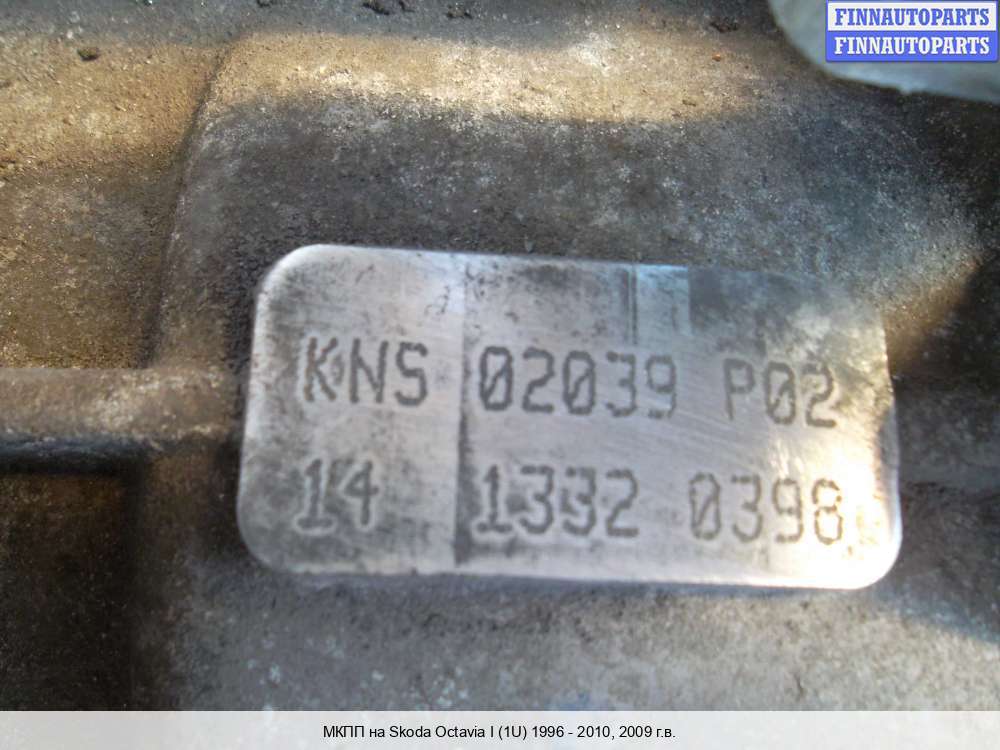 FINNAUTOPARTS
FINNAUTOPARTS
KNS 02039 P02
14 1332 0398
МКПП на Skoda Octavia I (1U) 1996 - 2010, 2009 г.в.